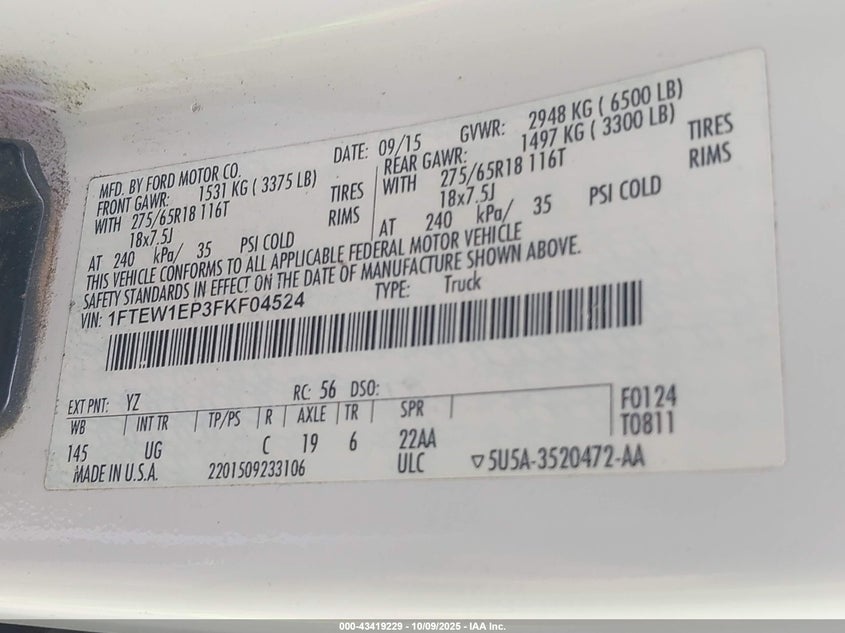 MFD. BY FORD MOTOR CO.
DATE: 09/15 GVWR: 2948 KG ( 6500 LB)
FRONT GAWR: 1531 KG ( 3375 LB)
REAR GAWR: 1497 KG ( 3300 LB)
WITH 275/65R18 116T TIRES
WITH 275/65R18 116T TIRES
18x7.5J RIMS
18x7.5J RIMS
AT 240 kPa/ 35 PSI COLD
AT 240 kPa/ 35 PSI COLD
THIS VEHICLE CONFORMS TO ALL APPLICABLE FEDERAL MOTOR VEHICLE
SAFETY STANDARDS IN EFFECT ON THE DATE OF MANUFACTURE SHOWN ABOVE.
VIN: 1FTEW1EP3FKF04524 TYPE: Truck
EXT PNT: YZ RC: 56 DSO:
WB INT TR TP/PS R AXLE TR SPR
F0124
T0811
145 UG C 19 6 22AA
MADE IN U.S.A. 2201509233106 ULC ▽5U5A-3520472-AA
000-43419229 - 10/09/2025 - IAA Inc.